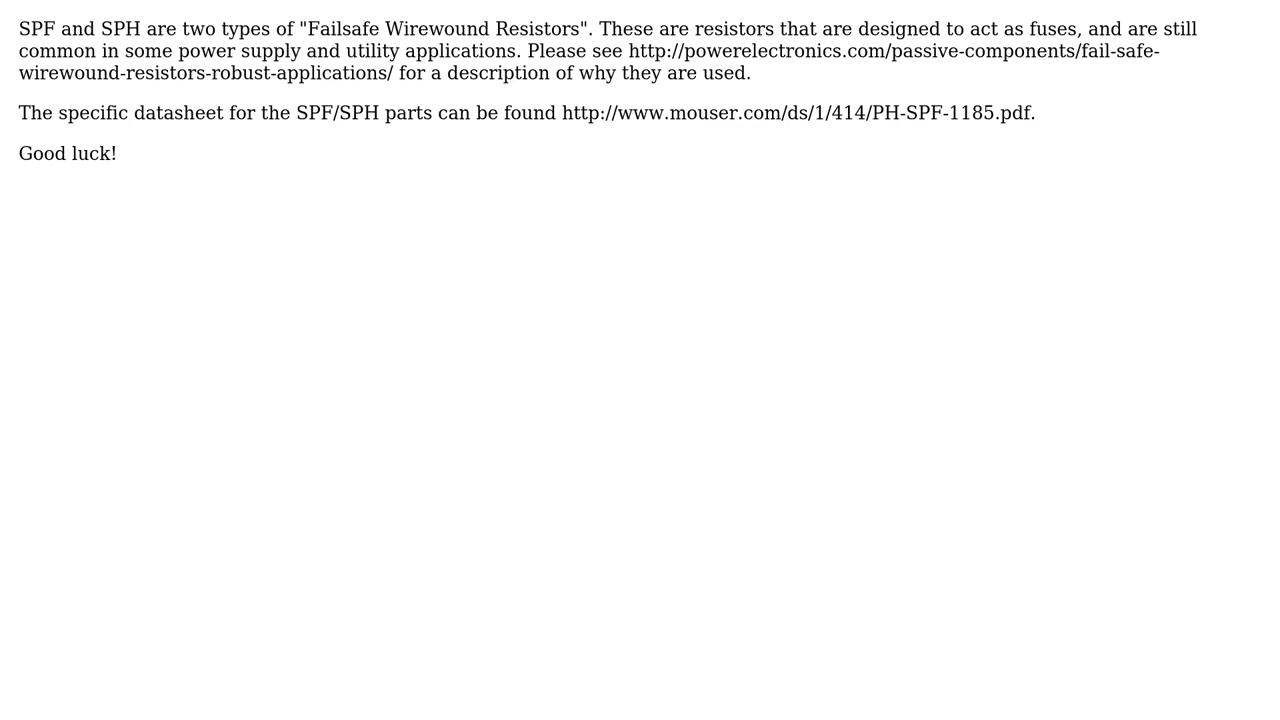 SPF and SPH are two types of "Failsafe Wirewound Resistors". These are resistors that are designed to act as fuses, and are still
common in some power supply and utility applications. Please see http://powerelectronics.com/passive-components/fail-safe-
wirewound-resistors-robust-applications/ for a description of why they are used.
The specific datasheet for the SPF/SPH parts can be found http://www.mouser.com/ds/1/414/PH-SPF-1185.pdf.
Good luck!